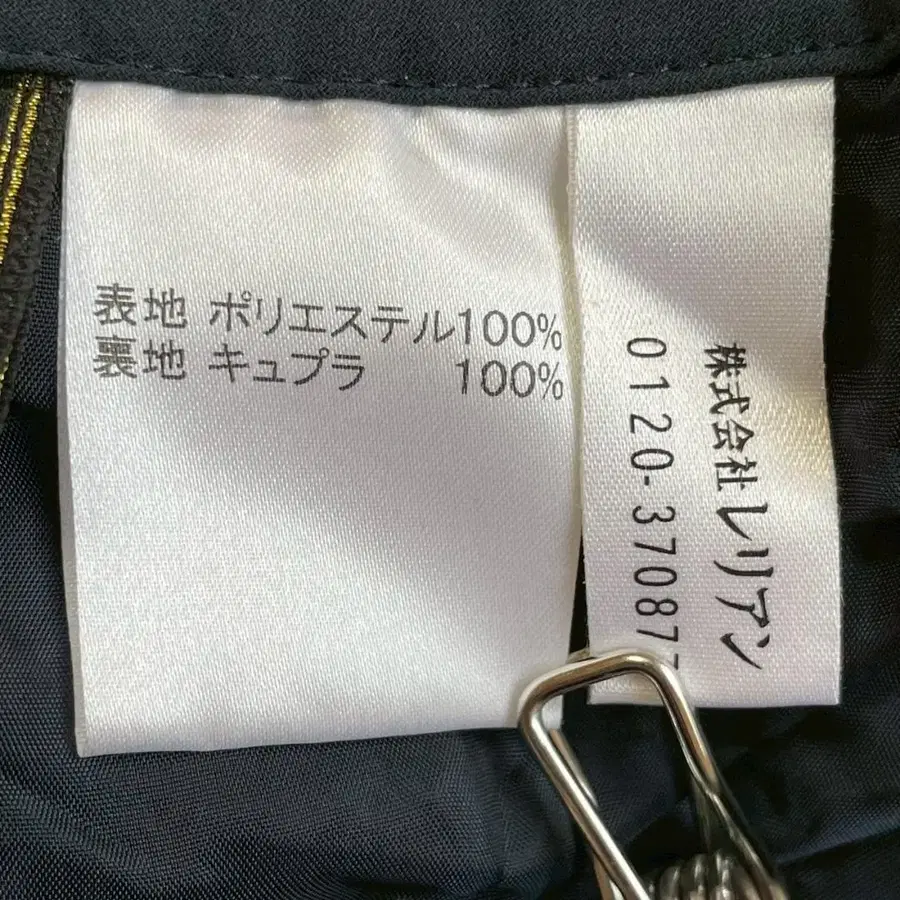 表地 ポリエステル100%
裏地 キュプラ 100%
株式会社レリアン
0120-370877